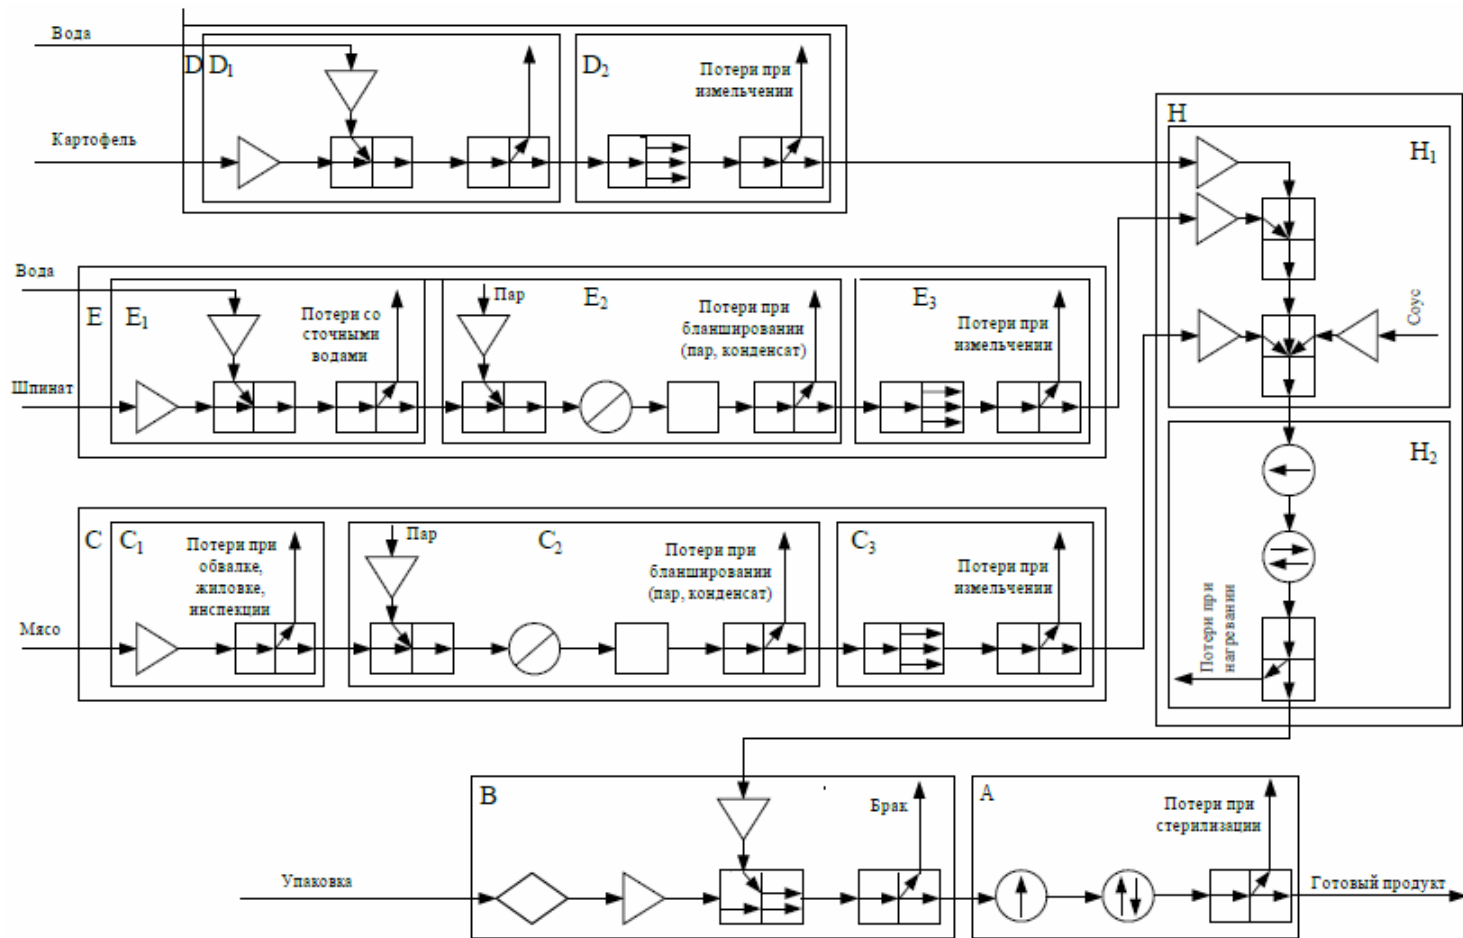 Вода
D
D1
D2
Потери при
измельчении
Картофель
H
H1
Вода
E
E1
Потери со
сточными
водами
Пар
E2
Потери при
бланшировании
(пар, конденсат)
E3
Потери при
измельчении
Соус
Шпинат
H2
C
C1
Потери при
обвалке,
жиловке,
инспекции
Пар
C2
Потери при
бланшировании
(пар, конденсат)
C3
Потери при
измельчении
Мясо
Потери при
нагревании
B
Брак
A
Потери при
стерилизации
Упаковка
Готовый продукт